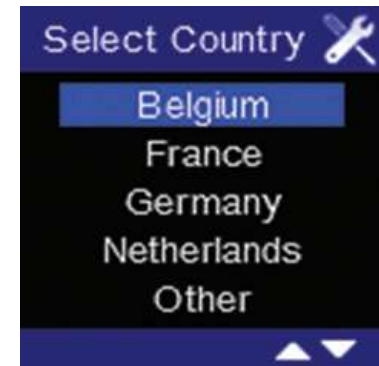 Select Country
Belgium
France
Germany
Netherlands
Other